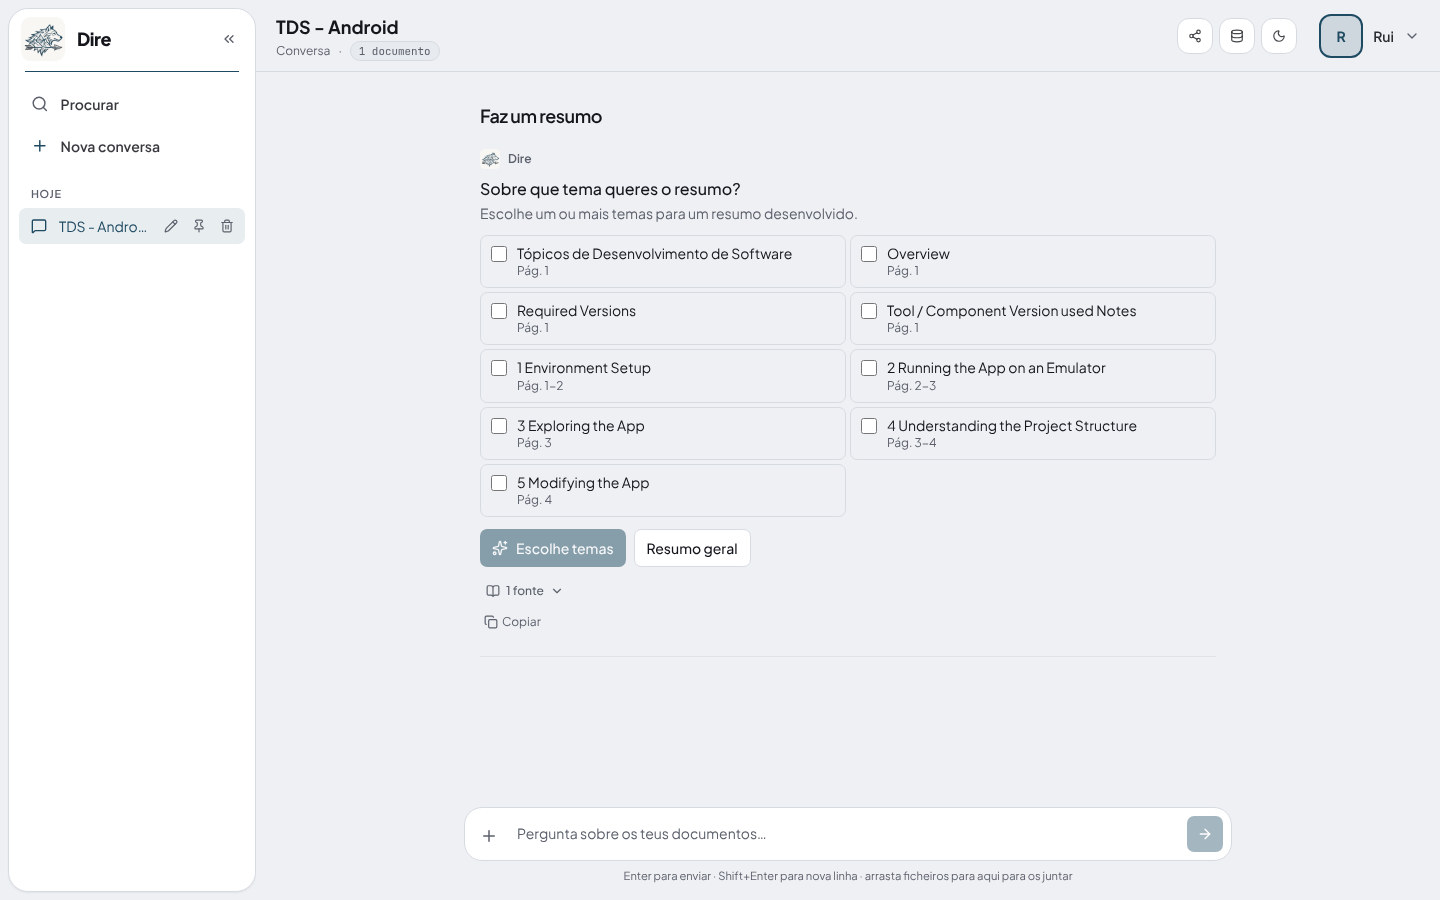 Dire
TDS - Android
Conversa · 1 documento
R
Rui
Procurar
Nova conversa
HOJE
TDS - Andro...
Faz um resumo
Dire
Sobre que tema queres o resumo?
Escolhe um ou mais temas para um resumo desenvolvido.
Tópicos de Desenvolvimento de Software
Pág. 1
Overview
Pág. 1
Required Versions
Pág. 1
Tool / Component Version used Notes
Pág. 1
1 Environment Setup
Pág. 1–2
2 Running the App on an Emulator
Pág. 2–3
3 Exploring the App
Pág. 3
4 Understanding the Project Structure
Pág. 3–4
5 Modifying the App
Pág. 4
Escolhe temas
Resumo geral
1 fonte
Copiar
Pergunta sobre os teus documentos...
Enter para enviar · Shift+Enter para nova linha · arrasta ficheiros para aqui para os juntar